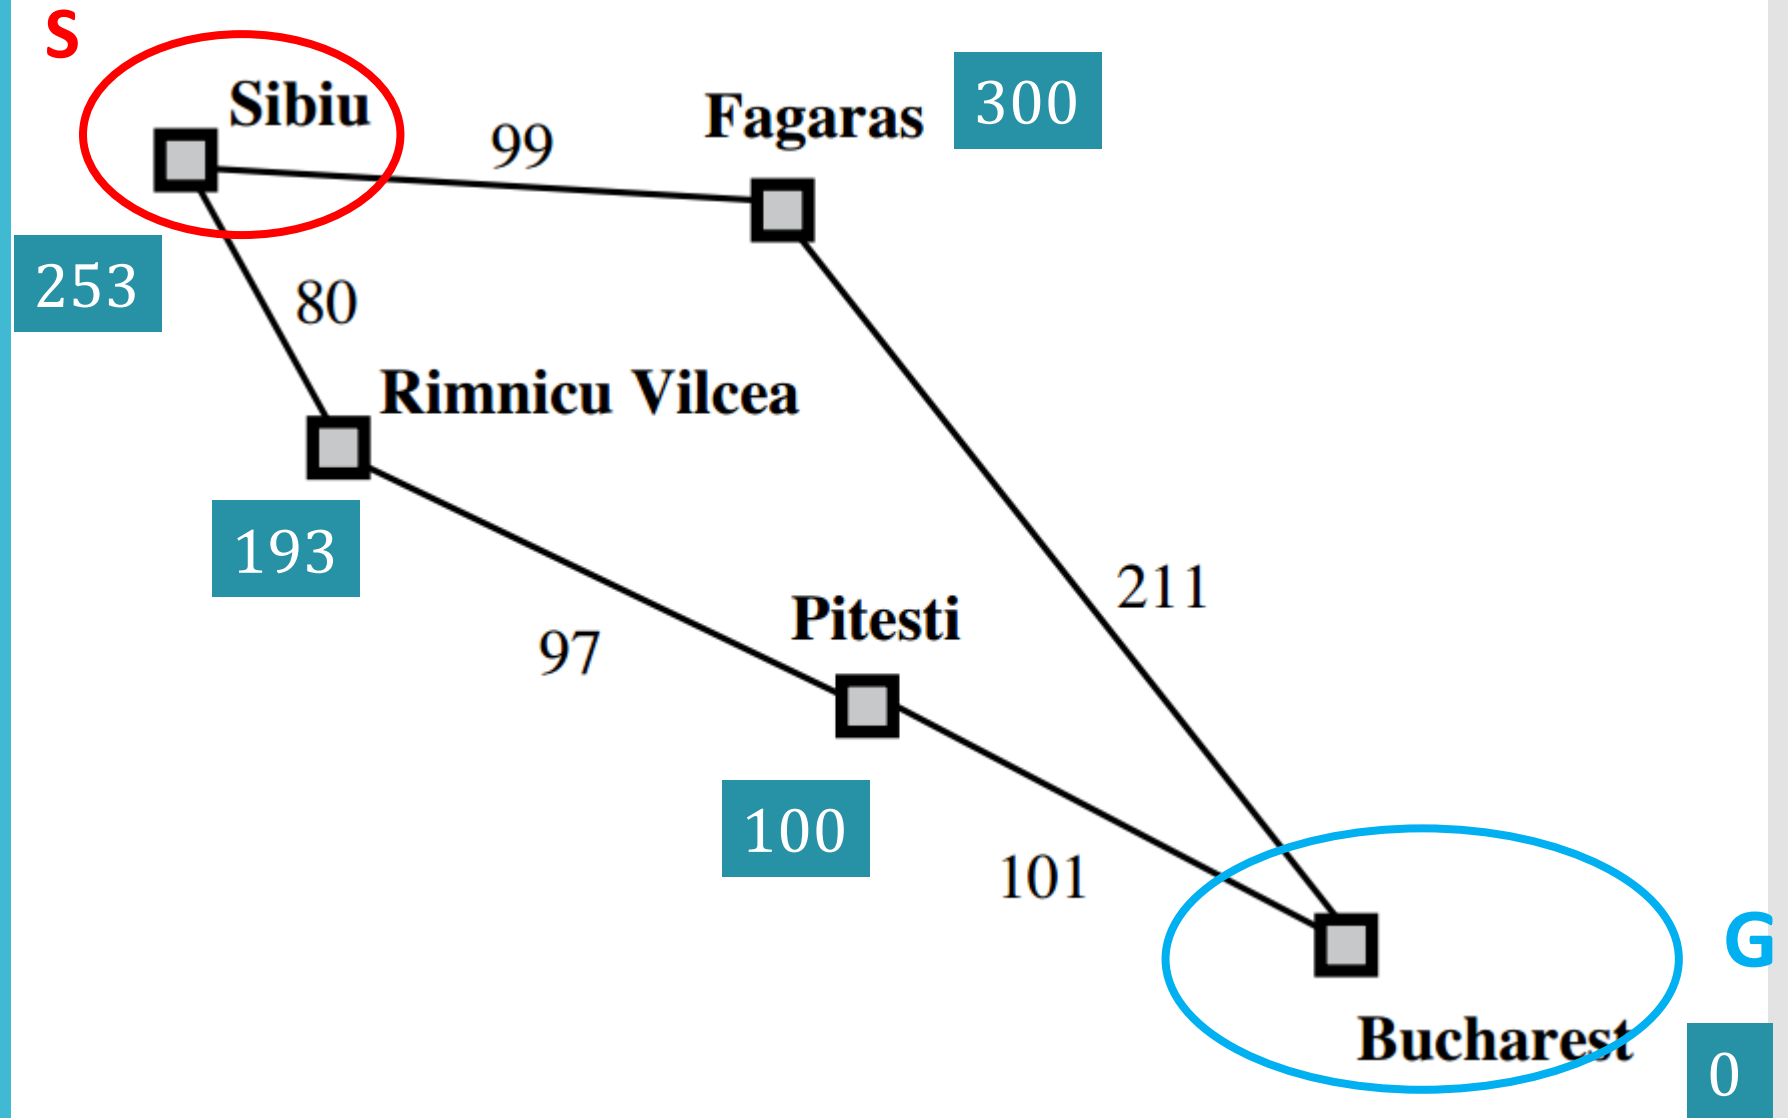 S
Sibiu
99
Fagaras
300
253
80
Rimnicu Vilcea
193
97
Pitesti
211
100
101
G
Bucharest
0